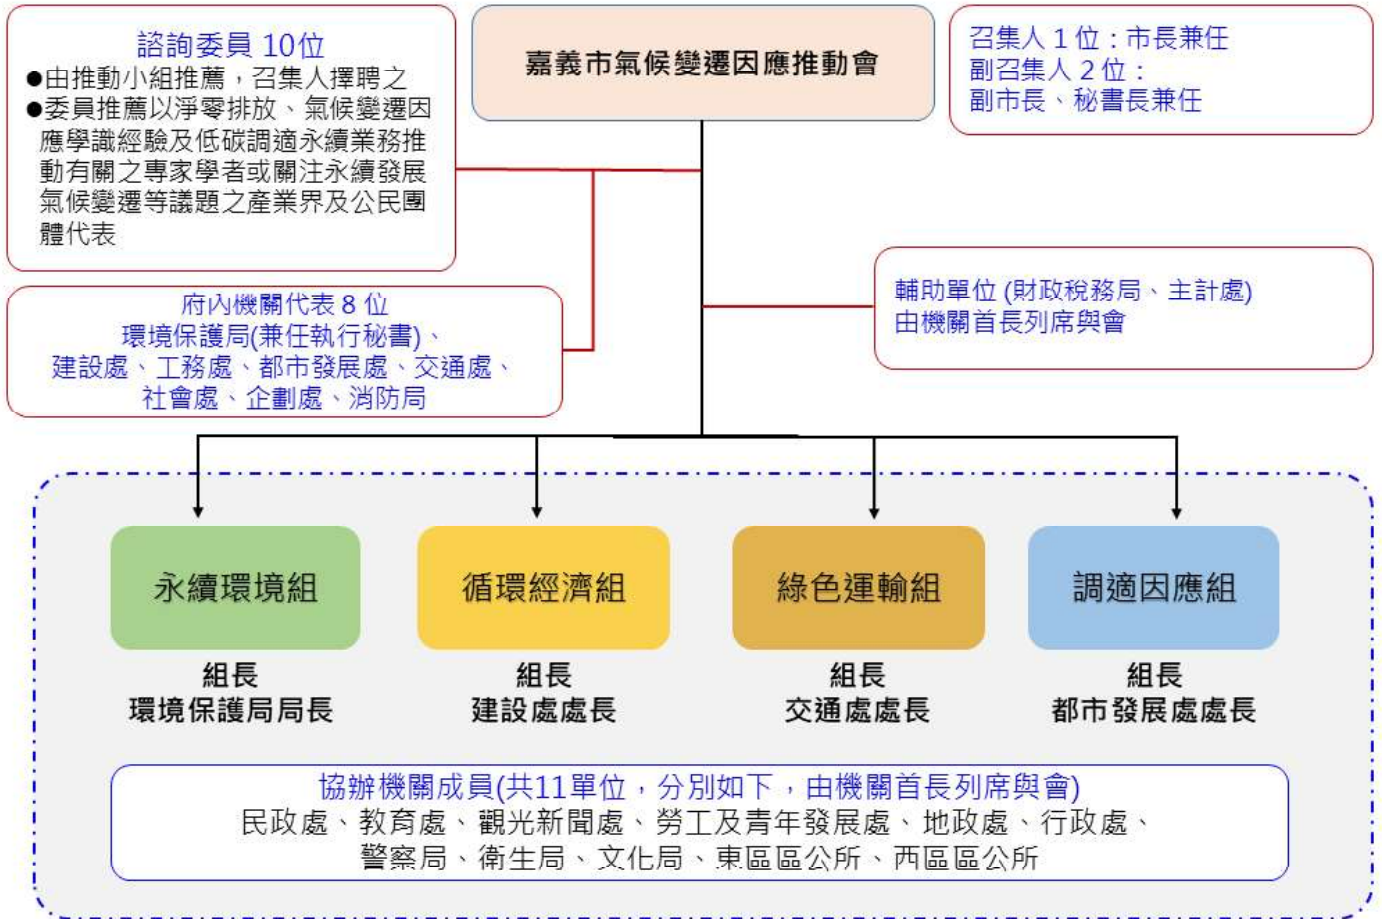 嘉義市氣候變遷因應推動會
諮詢委員 10位
●由推動小組推薦，召集人擇聘之
●委員推薦以淨零排放、氣候變遷因
應學識經驗及低碳調適永續業務推
動有關之專家學者或關注永續發展
氣候變遷等議題之產業界及公民團
體代表
召集人 1 位：市長兼任
副召集人 2 位：
副市長、秘書長兼任
府內機關代表 8 位
環境保護局(兼任執行秘書)、
建設處、工務處、都市發展處、交通處、
社會處、企劃處、消防局
輔助單位 (財政稅務局、主計處)
由機關首長列席與會
永續環境組
組長
環境保護局局長
循環經濟組
組長
建設處處長
綠色運輸組
組長
交通處處長
調適因應組
組長
都市發展處處長
協辦機關成員(共11單位，分別如下，由機關首長列席與會)
民政處、教育處、觀光新聞處、勞工及青年發展處、地政處、行政處、
警察局、衛生局、文化局、東區區公所、西區區公所